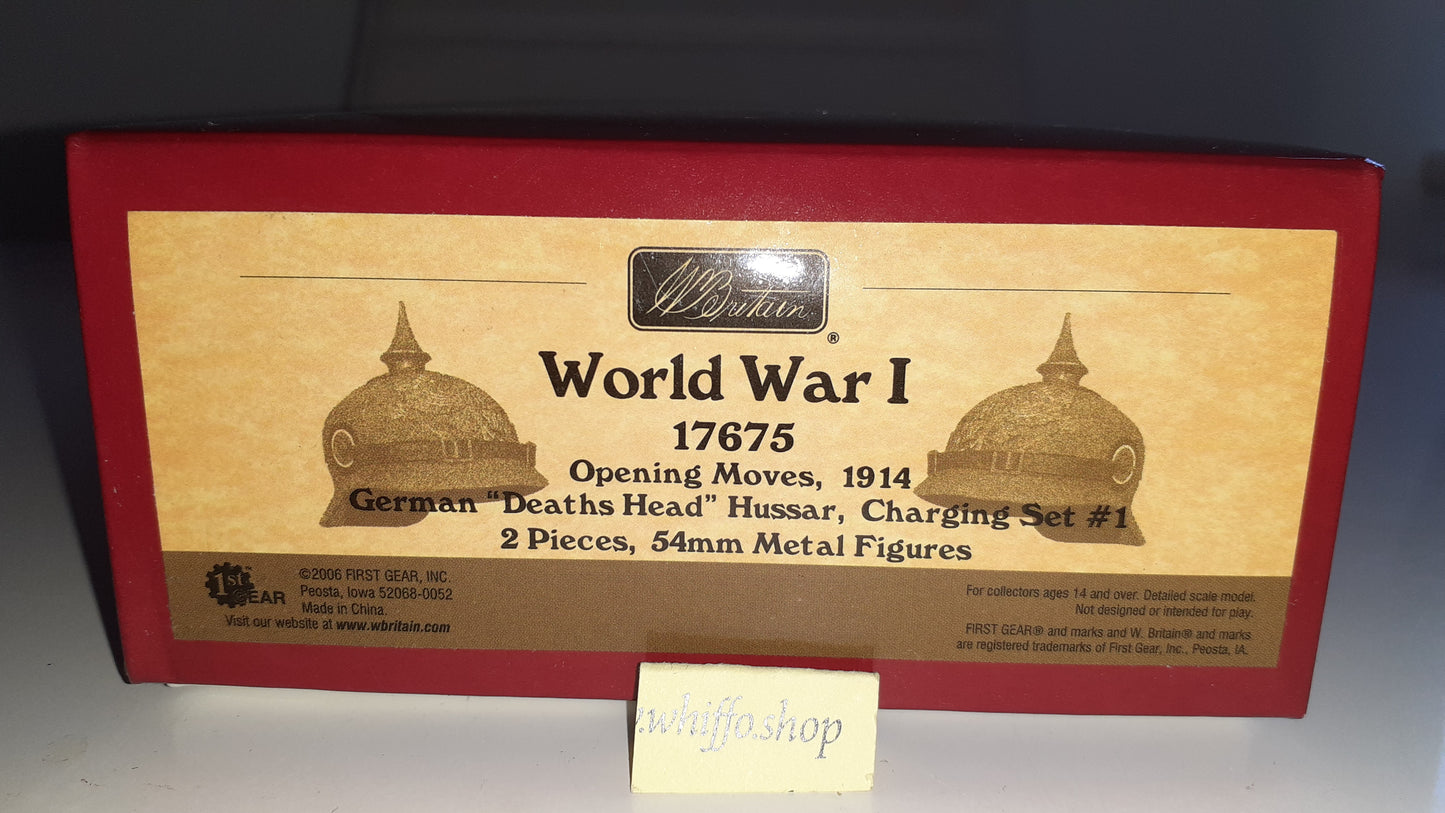 W. Britain
®
World War I
17675
Opening Moves, 1914
German “Deaths Head” Hussar, Charging Set #1
2 Pieces, 54mm Metal Figures
1st GEAR ™
©2006 FIRST GEAR, INC.
Peosta, Iowa 52068-0052
Made in China.
Visit our website at www.wbritain.com
For collectors ages 14 and over. Detailed scale model.
Not designed or intended for play.
FIRST GEAR® and marks and W. Britain® and marks
are registered trademarks of First Gear, Inc., Peosta, IA.
.whiffo.shop